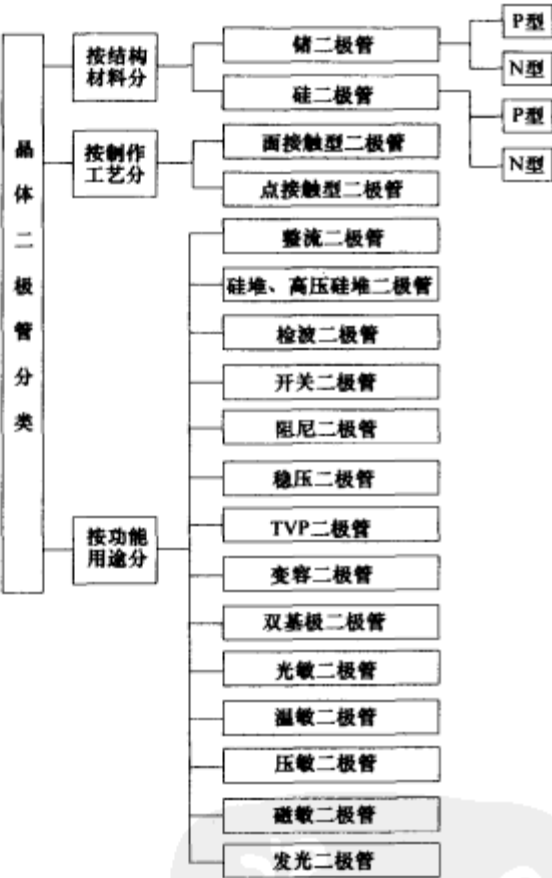 晶体二极管分类
按结构
材料分
锗二极管
P型
N型
硅二极管
P型
N型
按制作
工艺分
面接触型二极管
点接触型二极管
按功能
用途分
整流二极管
硅堆、高压硅堆二极管
检波二极管
开关二极管
阻尼二极管
稳压二极管
TVP二极管
变容二极管
双基极二极管
光敏二极管
温敏二极管
压敏二极管
磁敏二极管
发光二极管